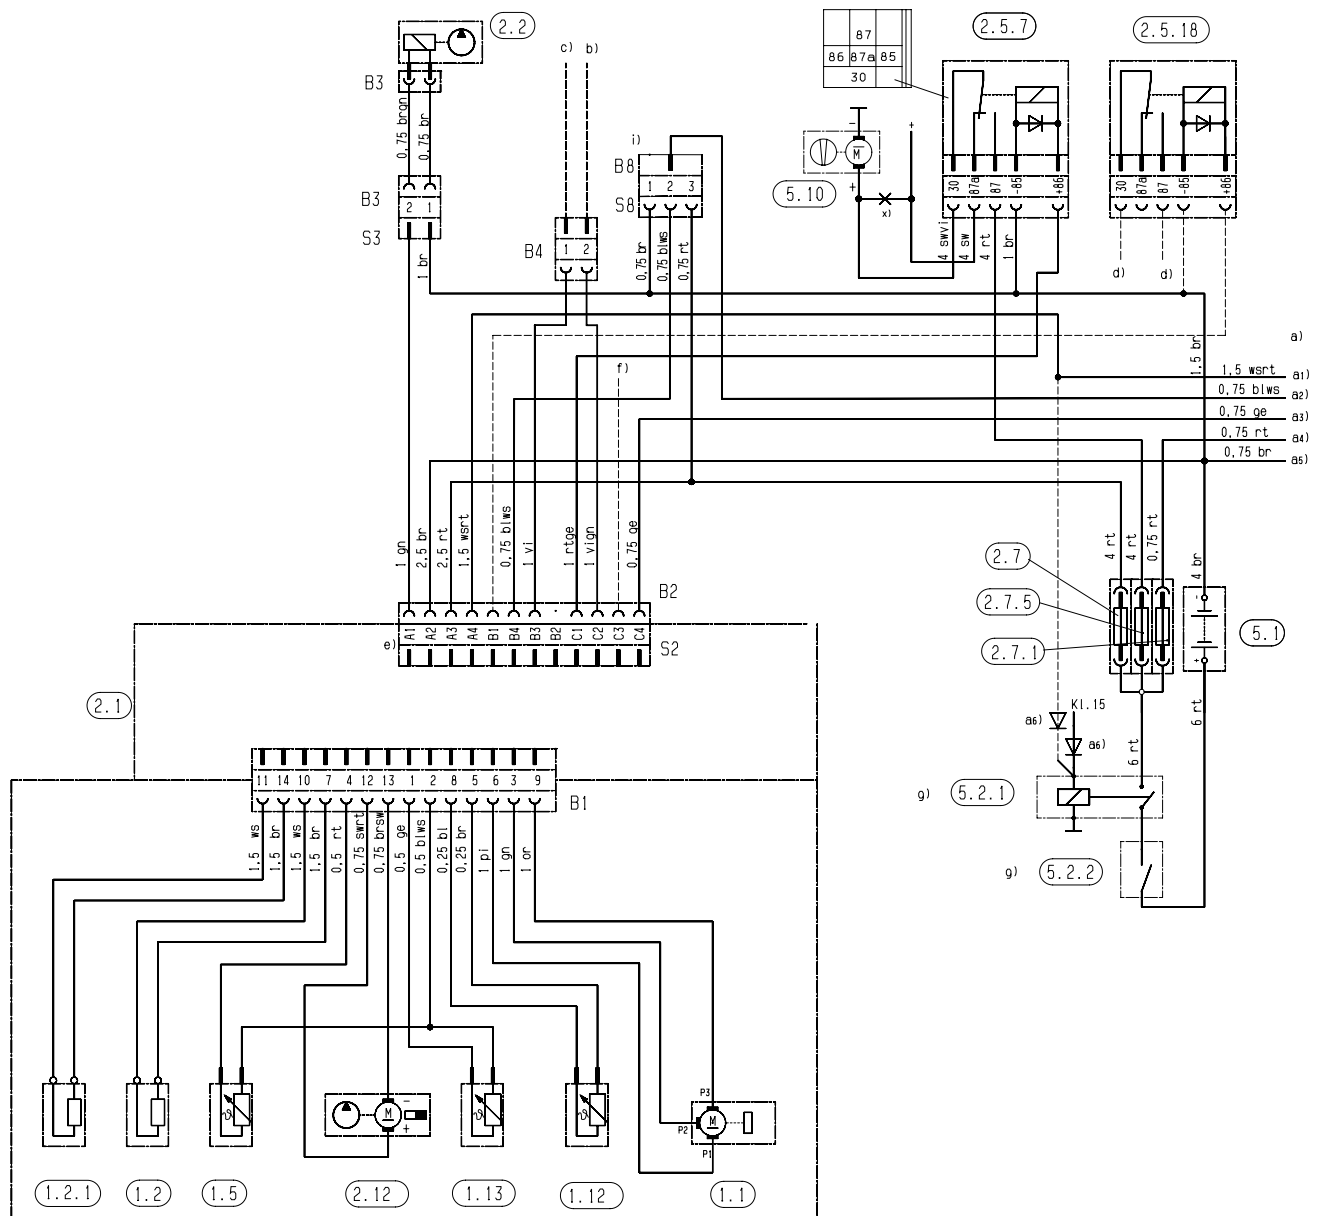 2.2
87
86 87a 85
30
2.5.7
2.5.18
c) b)
B3
i)
B8
- +
M
5.10
+
x)
0,75 brgn
0,75 br
B3
2 1
S3
1 2 3
S8
30 87a 87 -85 +86
30 87a 87 -85 +86
B4
1 2
1 br
0,75 br
0,75 blws
0,75 rt
4 swvi
4 sw
4 rt
1 br
d) d)
f)
1,5 br
a)
1,5 wsrt a1)
0,75 blws a2)
0,75 ge a3)
0,75 rt a4)
0,75 br a5)
1 gn
2,5 br
2,5 rt
1,5 wsrt
0,75 blws
1 vi
1 rtge
1 vign
0,75 ge
4 rt
4 rt
0,75 rt
4 br
2.7
2.7.5
2.7.1
-
+
5.1
B2
e) A1 A2 A3 A4 B1 B4 B3 B2 C1 C2 C3 C4
S2
2.1
a6) Kl.15
a6)
6 rt
6 rt
g) 5.2.1
g) 5.2.2
11 14 10 7 4 12 13 1 2 8 5 6 3 9
B1
1,5 ws
1,5 br
1,5 ws
1,5 br
0,5 rt
0,75 swrt
0,75 brsw
0,5 ge
0,5 blws
0,25 bl
0,25 br
1 pi
1 gn
1 or
ϑ
M
-
+
ϑ
ϑ
P3
P2
M
P1
1.2.1
1.2
1.5
2.12
1.13
1.12
1.1